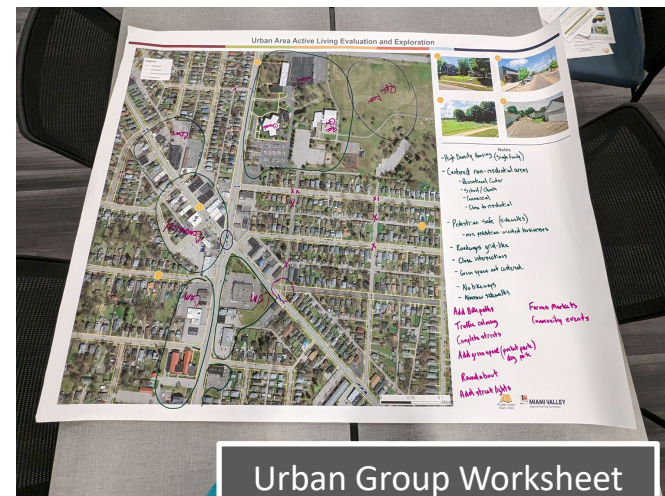 Urban Area Active Living Evaluation and Exploration
Legend
Notes
- High Density Housing (Single Family)
- Centered non-residential areas
- Recreational Center
- School / Church
- Commercial
- Close to residential
- Pedestrian safe (sidewalks)
- more pedestrian-oriented businesses
- Roadways grid-like
- Close intersections
- Green space not centered.
- No bikeways
- Narrow sidewalks
Add Bike paths
Traffic calming
Complete streets
Add green space (pocket park)
dog park
Roundabout
Add street lights
Farmers Markets
Community events
MIAMI VALLEY
Urban Group Worksheet